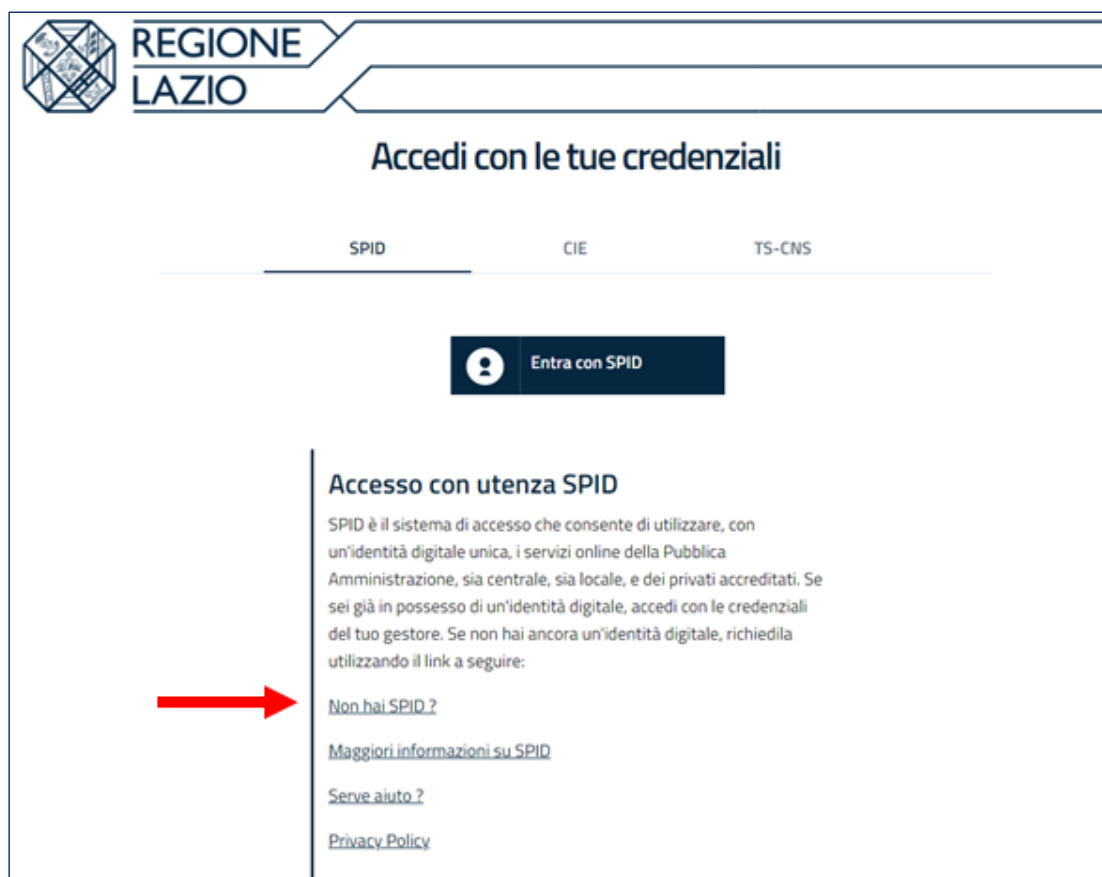 REGIONE
LAZIO
Accedi con le tue credenziali
SPID CIE TS-CNS
Entra con SPID
Accesso con utenza SPID
SPID è il sistema di accesso che consente di utilizzare, con
un'identità digitale unica, i servizi online della Pubblica
Amministrazione, sia centrale, sia locale, e dei privati accreditati. Se
sei già in possesso di un'identità digitale, accedi con le credenziali
del tuo gestore. Se non hai ancora un'identità digitale, richiedila
utilizzando il link a seguire:
Non hai SPID ?
Maggiori informazioni su SPID
Serve aiuto ?
Privacy Policy